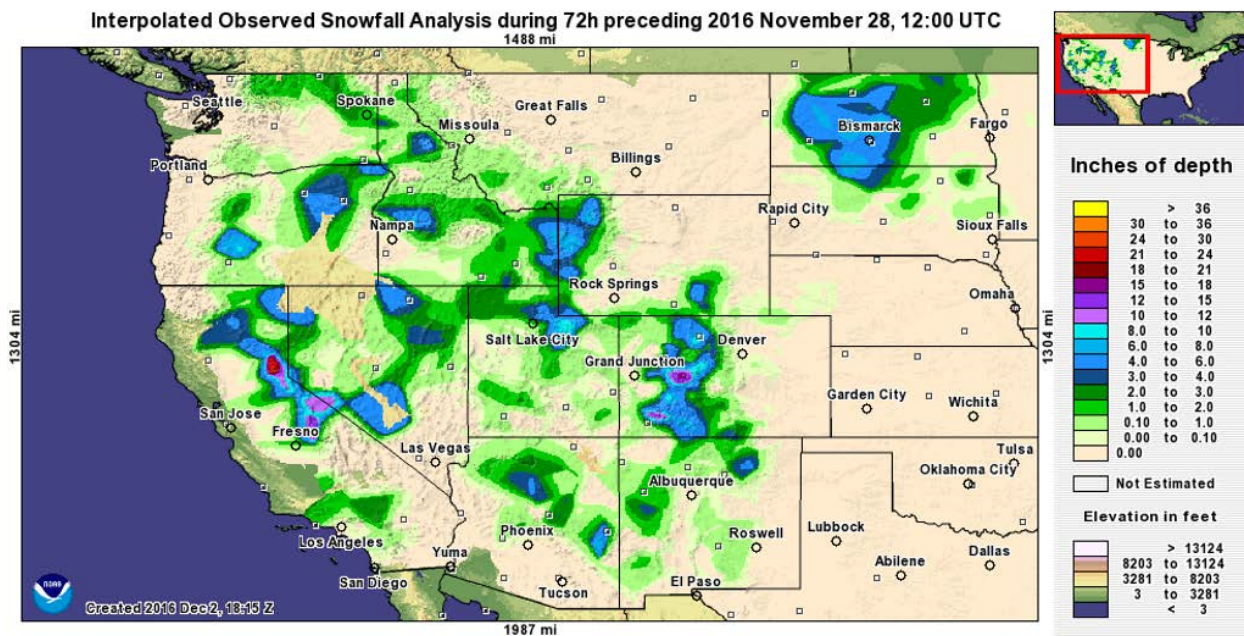 Interpolated Observed Snowfall Analysis during 72h preceding 2016 November 28, 12:00 UTC
1488 mi
1304 mi
Seattle
Spokane
Great Falls
Missoula
Bismarck
Fargo
Portland
Billings
Nampa
Rapid City
Sioux Falls
Rock Springs
Omaha
Salt Lake City
Denver
Grand Junction
San Jose
Fresno
Garden City
Wichita
Las Vegas
Tulsa
Oklahoma City
Albuquerque
Los Angeles
Phoenix
Roswell
Lubbock
Dallas
Yuma
Abilene
San Diego
Tucson
El Paso
NOAA
Created 2016 Dec 2, 18:15 Z
1987 mi
1304 mi
Inches of depth
> 36
30 to 36
24 to 30
21 to 24
18 to 21
15 to 18
12 to 15
10 to 12
8.0 to 10
6.0 to 8.0
4.0 to 6.0
3.0 to 4.0
2.0 to 3.0
1.0 to 2.0
0.10 to 1.0
0.00 to 0.10
0.00
Not Estimated
Elevation in feet
> 13124
8203 to 13124
3281 to 8203
3 to 3281
< 3